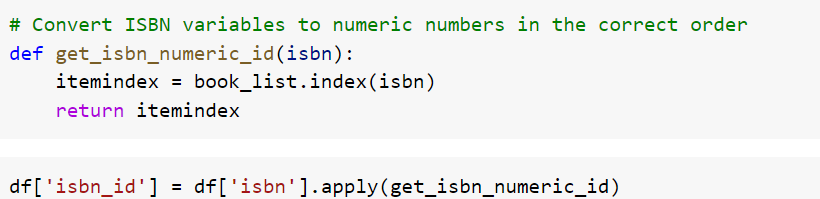 # Convert ISBN variables to numeric numbers in the correct order
def get_isbn_numeric_id(isbn):
    itemindex = book_list.index(isbn)
    return itemindex
df['isbn_id'] = df['isbn'].apply(get_isbn_numeric_id)